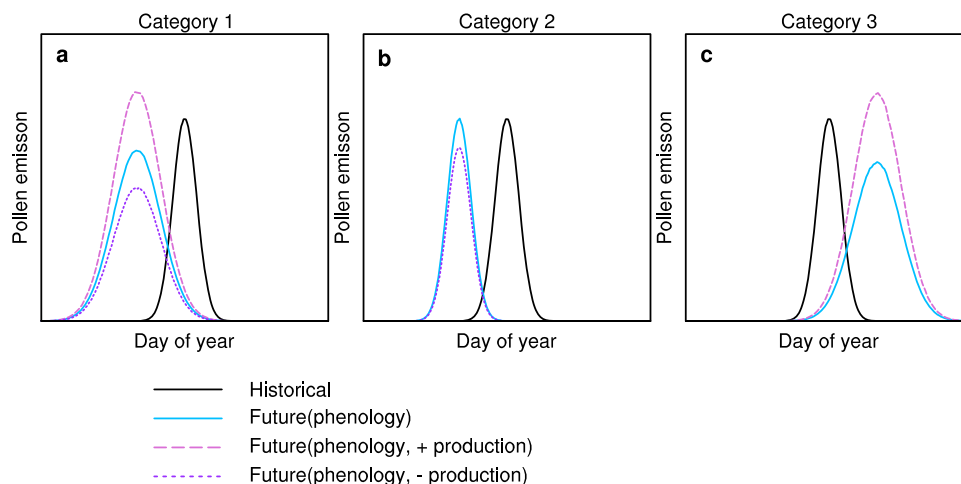 Category 1
Category 2
Category 3
a
b
c
Pollen emisson
Pollen emisson
Pollen emisson
Day of year
Day of year
Day of year
Historical
Future(phenology)
Future(phenology, + production)
Future(phenology, - production)